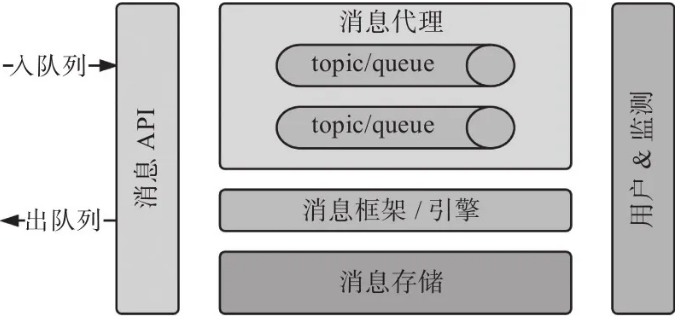 消息代理
topic/queue
topic/queue
入队列
出队列
消息 API
消息框架 / 引擎
消息存储
用户 & 监测